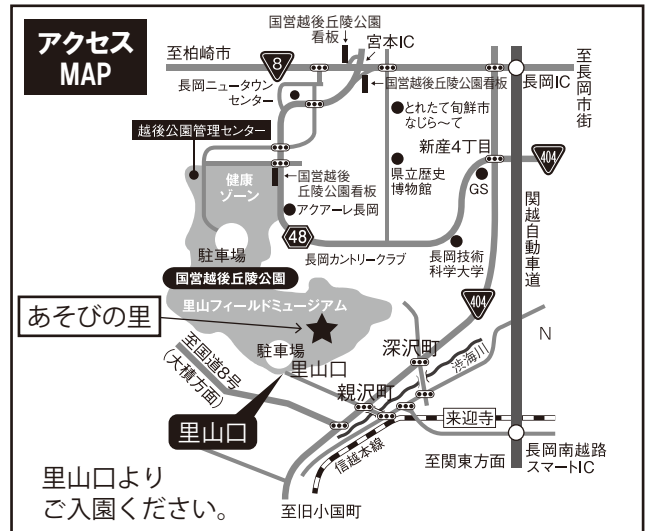 アクセス
MAP
国営越後丘陵公園
看板
宮本IC
至柏崎市
8
至長岡市街
長岡ニュータウン
センター
←国営越後丘陵公園看板
長岡IC
とれたて旬鮮市
なじら〜て
越後公園管理センター
新産4丁目
404
健康
ゾーン
←国営越後
丘陵公園看板
県立歴史
博物館
GS
アクアーレ長岡
関越自動車道
48
駐車場
長岡カントリークラブ
長岡技術
科学大学
国営越後丘陵公園
404
里山フィールドミュージアム
あそびの里
N
駐車場
里山口
深沢町
渋海川
至国道8号
(大積方面)
親沢町
里山口
来迎寺
信越本線
至関東方面
長岡南越路
スマートIC
里山口より
ご入園ください。
至旧小国町